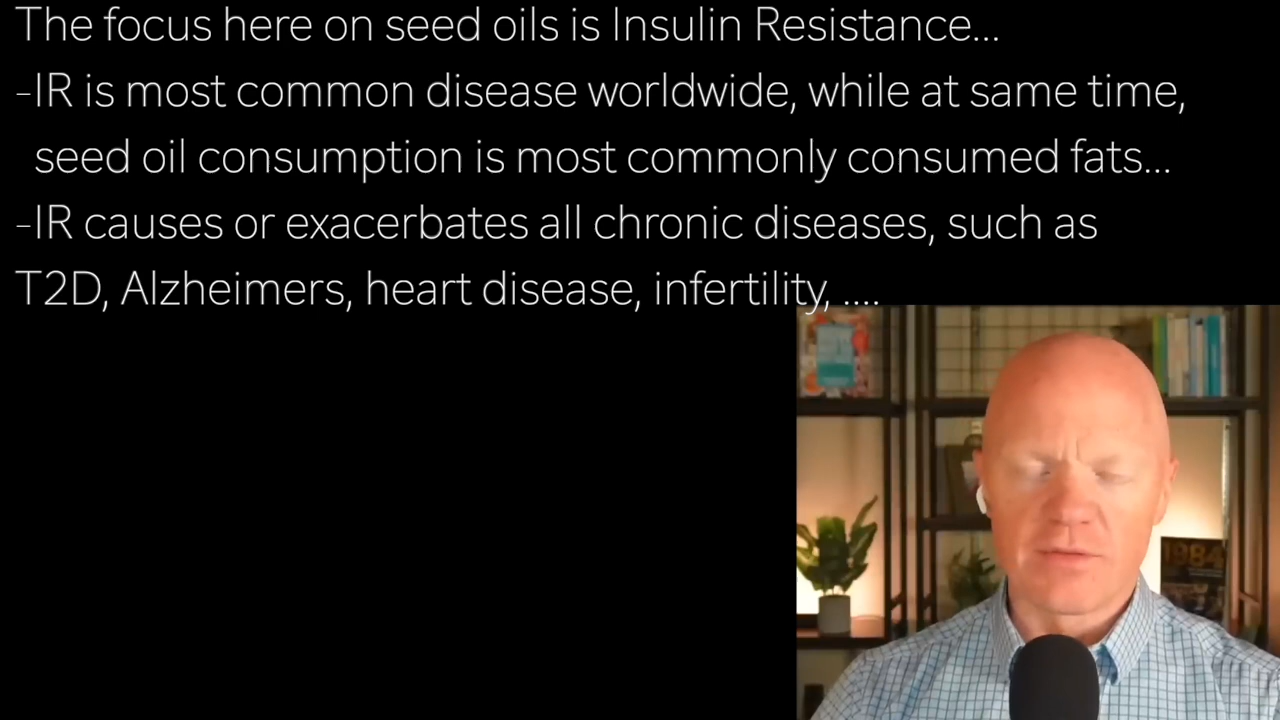 The focus here on seed oils is Insulin Resistance...
-IR is most common disease worldwide, while at same time,
seed oil consumption is most commonly consumed fats...
-IR causes or exacerbates all chronic diseases, such as
T2D, Alzheimers, heart disease, infertility, ....
1984